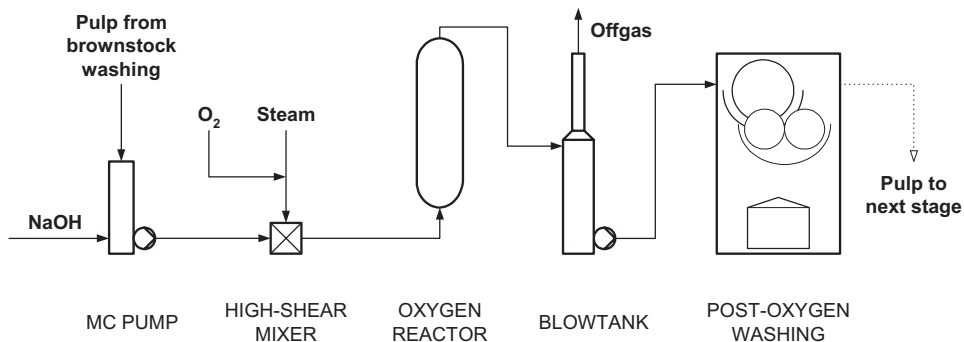 Pulp from
brownstock
washing
Offgas
O2
Steam
Pulp to
next stage
NaOH
MC PUMP
HIGH-SHEAR
MIXER
OXYGEN
REACTOR
BLOWTANK
POST-OXYGEN
WASHING